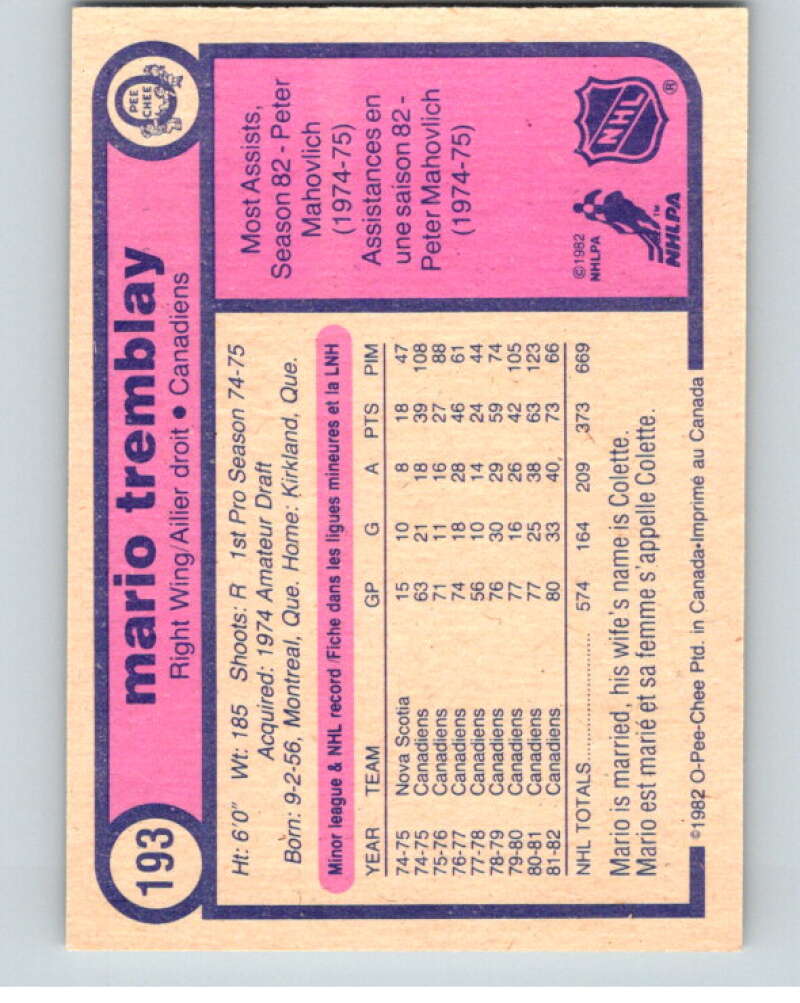 193
mario tremblay
Right Wing/Ailier droit • Canadiens
O
PEE
CHEE
Ht: 6'0" Wt: 185 Shoots: R 1st Pro Season 74-75
Acquired: 1974 Amateur Draft
Born: 9-2-56, Montreal, Que. Home: Kirkland, Que.
Minor league & NHL record/Fiche dans les ligues mineures et la LNH
YEAR TEAM GP G A PTS PIM
74-75 Nova Scotia 15 10 8 18 47
74-75 Canadiens 63 21 18 39 108
75-76 Canadiens 71 11 16 27 88
76-77 Canadiens 74 18 28 46 61
77-78 Canadiens 56 10 14 24 44
78-79 Canadiens 76 30 29 59 74
79-80 Canadiens 77 16 26 42 105
80-81 Canadiens 77 25 38 63 123
81-82 Canadiens 80 33 40 73 66
NHL TOTALS.................... 574 164 209 373 669
Mario is married, his wife's name is Colette.
Mario est marié et sa femme s'appelle Colette.
©1982 O-Pee-Chee Ptd. in Canada•Imprimé au Canada
Most Assists,
Season 82 - Peter
Mahovlich
(1974-75)
Assistances en
une saison 82 -
Peter Mahovlich
(1974-75)
©1982
NHLPA
NHLPA™
NHL®